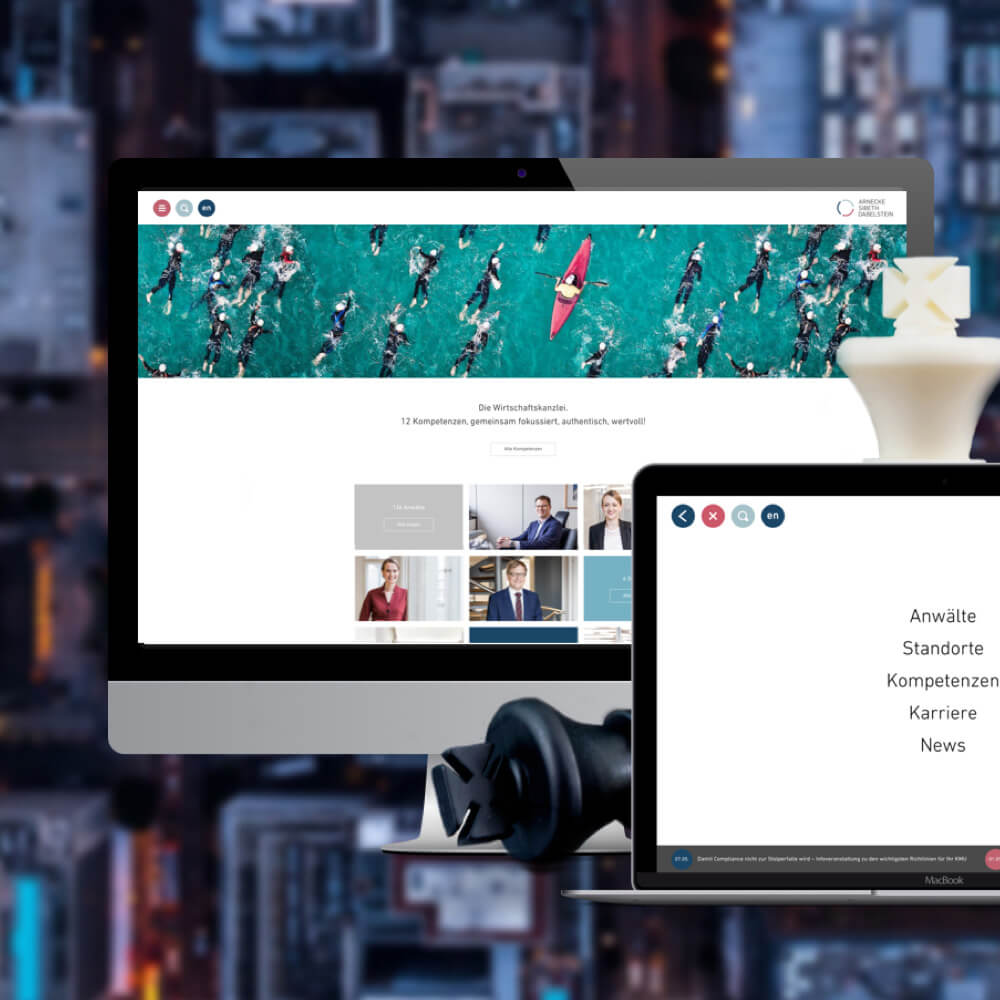 en
ARNECKE
SIBETH
DABELSTEIN
Die Wirtschaftskanzlei.
12 Kompetenzen, gemeinsam fokussiert, authentisch, wertvoll!
Alle Kompetenzen
Anwälte
en
Anwälte
Standorte
Kompetenzen
Karriere
News
07.05. Damit Compliance nicht zur Stolperfalle wird – Infoveranstaltung zu den wichtigsten Richtlinien für Ihr KMU
MacBook